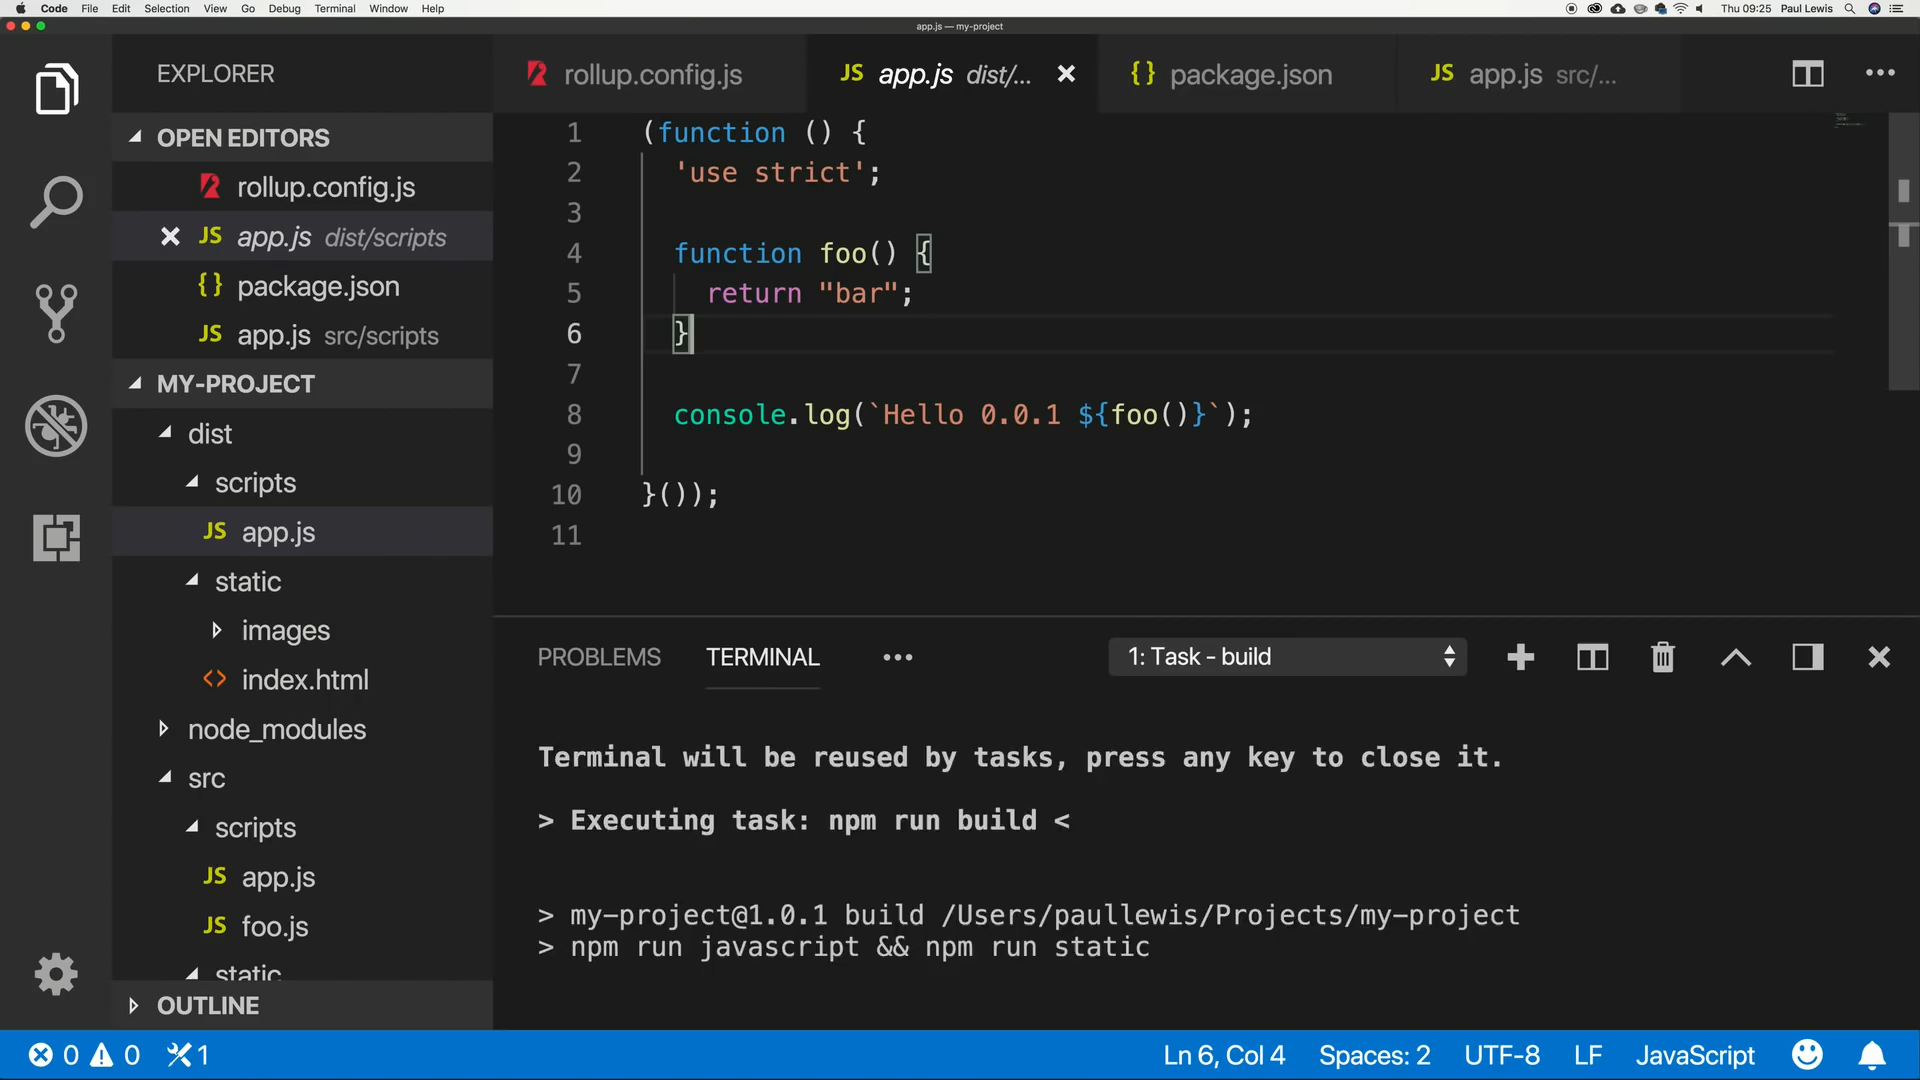 Code File Edit Selection View Go Debug Terminal Window Help Thu 09:25 Paul Lewis
app.js — my-project
EXPLORER
rollup.config.js
JS app.js dist/...
{} package.json
JS app.js src/...
OPEN EDITORS
rollup.config.js
JS app.js dist/scripts
{} package.json
JS app.js src/scripts
MY-PROJECT
dist
scripts
JS app.js
static
images
<> index.html
node_modules
src
scripts
JS app.js
JS foo.js
static
OUTLINE
1 (function () {
2 'use strict';
3
4 function foo() {
5 return "bar";
6 }
7
8 console.log(`Hello 0.0.1 ${foo()}`);
9
10 }());
11
PROBLEMS TERMINAL ... 1: Task - build
Terminal will be reused by tasks, press any key to close it.
> Executing task: npm run build <
> my-project@1.0.1 build /Users/paullewis/Projects/my-project
> npm run javascript && npm run static
0 0 1 Ln 6, Col 4 Spaces: 2 UTF-8 LF JavaScript